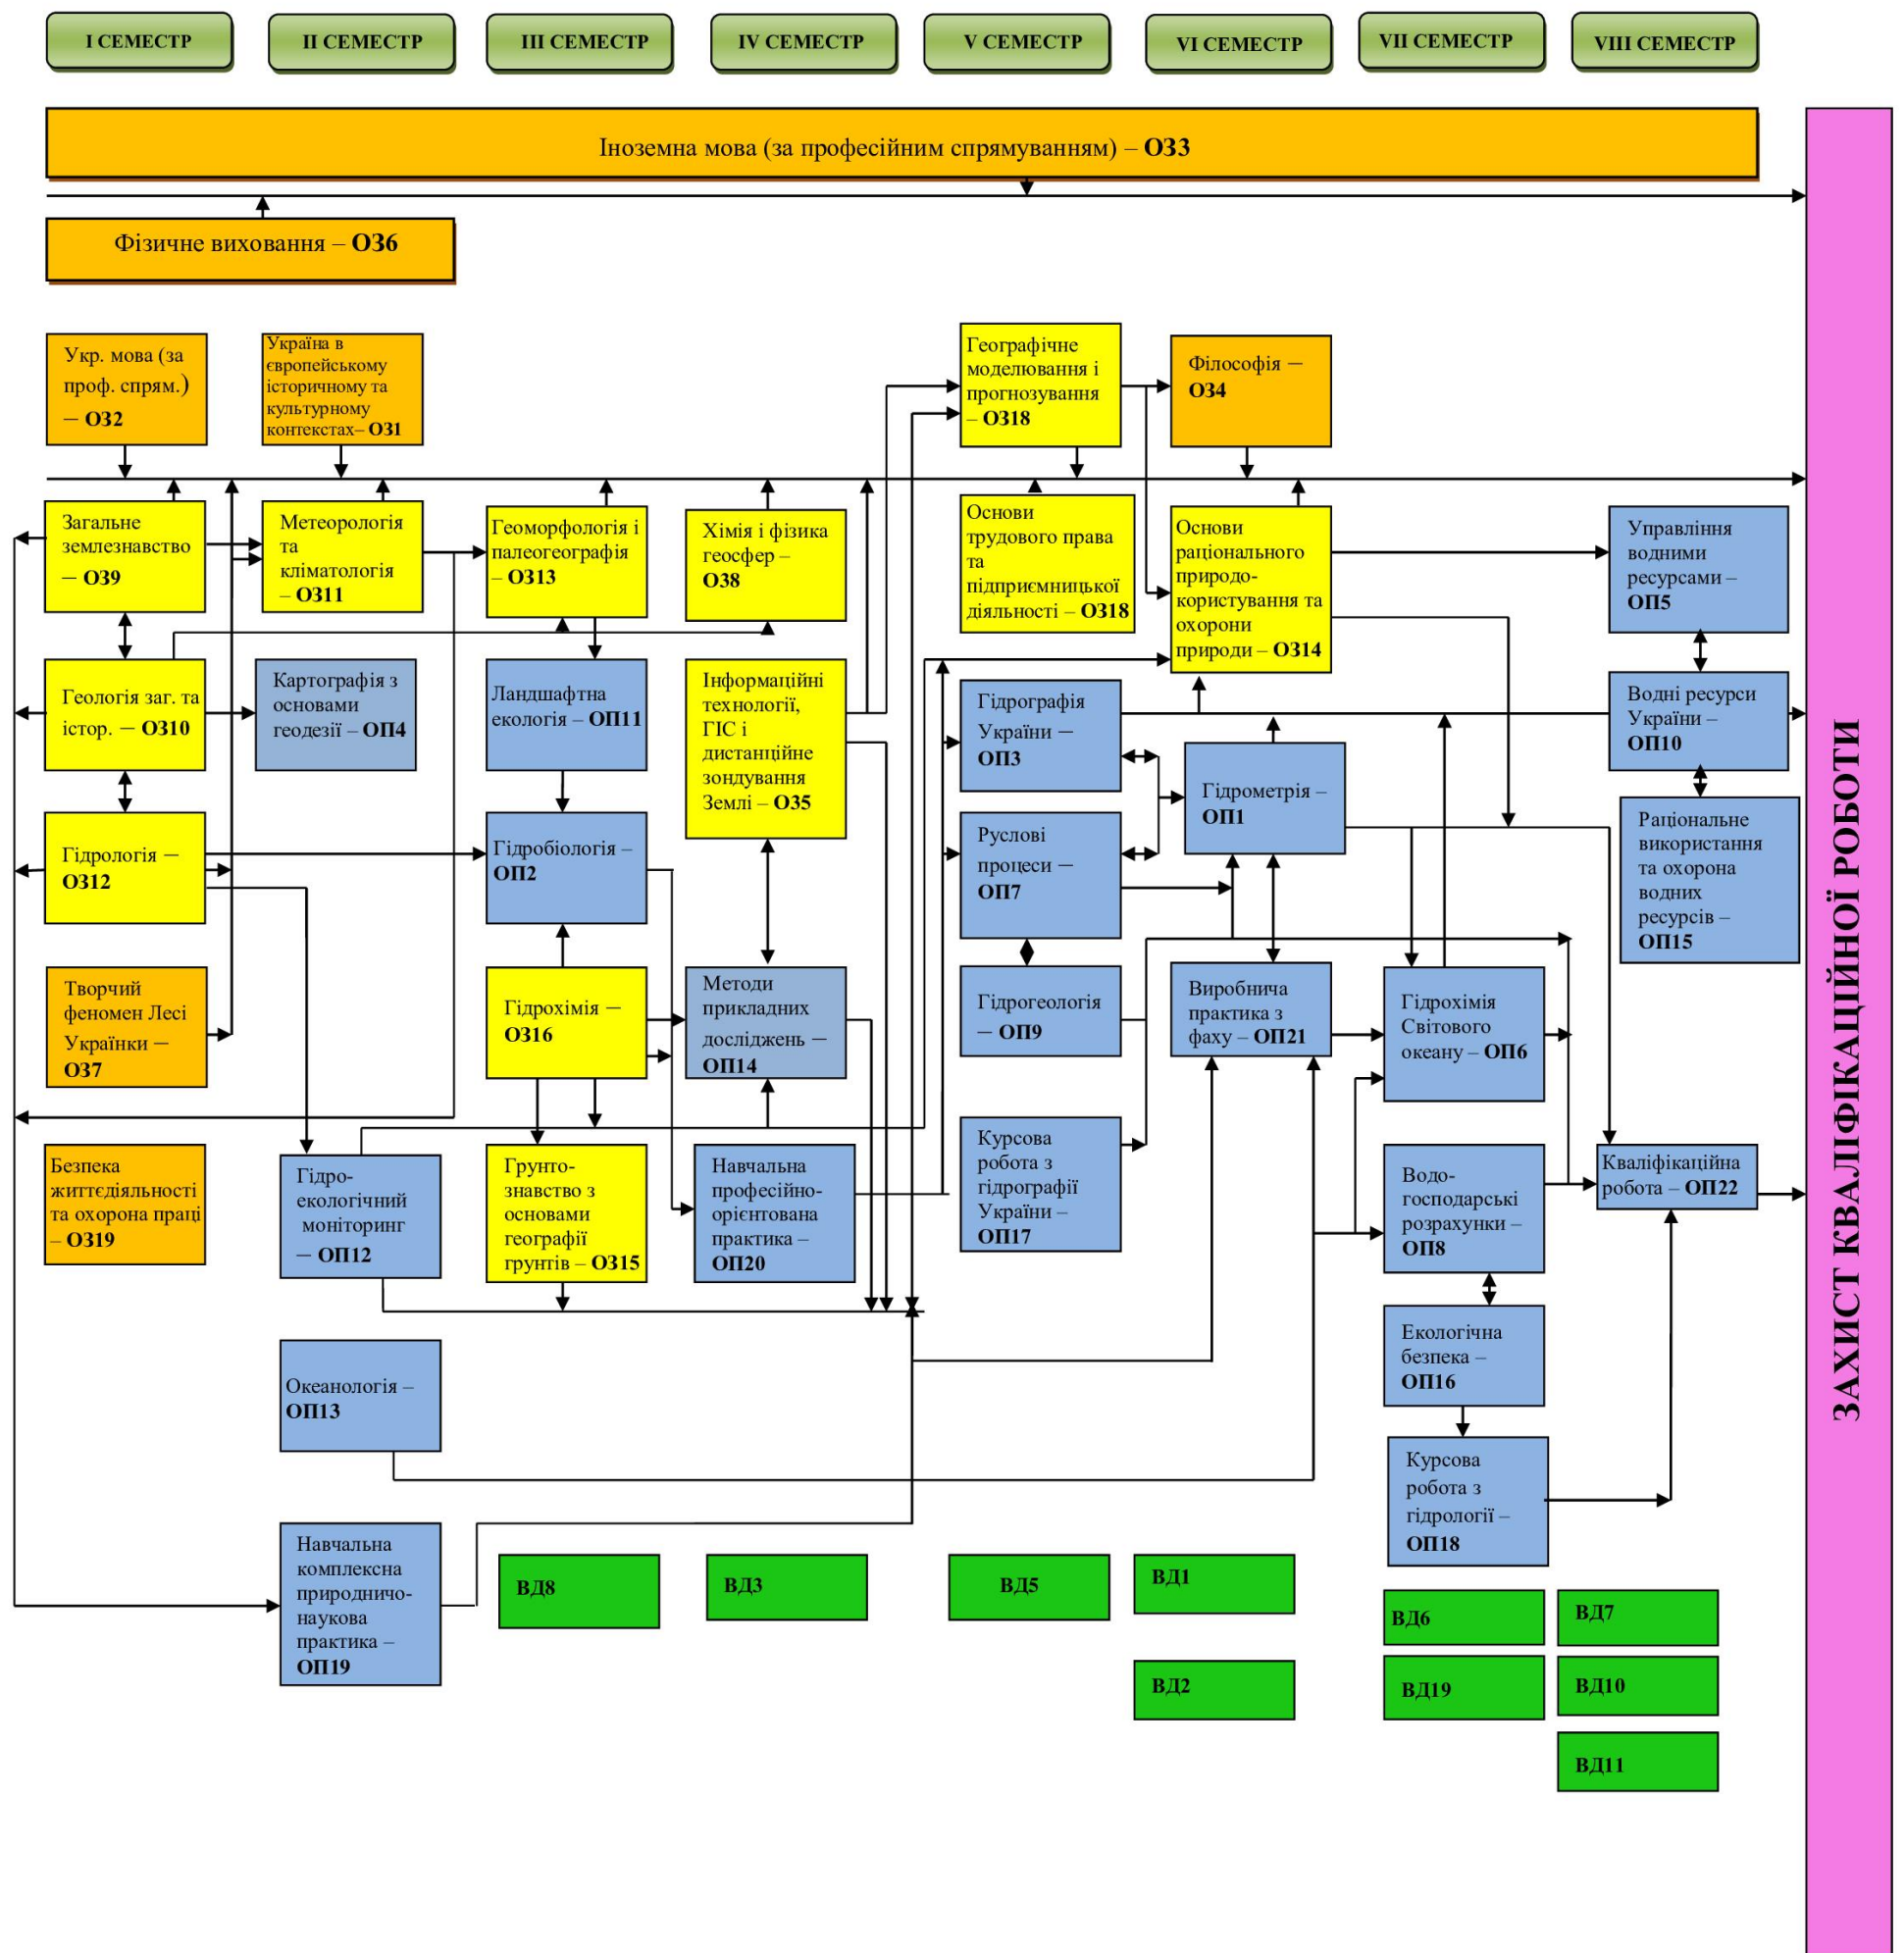 І СЕМЕСТР
ІІ СЕМЕСТР
ІІІ СЕМЕСТР
ІV СЕМЕСТР
V СЕМЕСТР
VI СЕМЕСТР
VII СЕМЕСТР
VIII СЕМЕСТР
Іноземна мова (за професійним спрямуванням) – ОЗ3
Фізичне виховання – ОЗ6
Укр. мова (за
проф. спрям.)
— ОЗ2
Україна в
європейському
історичному та
культурному
контекстах– ОЗ1
Географічне
моделювання і
прогнозування
– ОЗ18
Філософія —
ОЗ4
Загальне
землезнавство
— ОЗ9
Метеорологія
та
кліматологія
– ОЗ11
Геоморфологія і
палеогеографія
– ОЗ13
Хімія і фізика
геосфер –
ОЗ8
Основи
трудового права
та
підприємницької
діяльності – ОЗ18
Основи
раціонального
природо-
користування та
охорони
природи – ОЗ14
Управління
водними
ресурсами –
ОП5
Геологія заг. та
істор. — ОЗ10
Картографія з
основами
геодезії – ОП4
Ландшафтна
екологія – ОП11
Інформаційні
технології,
ГІС і
дистанційне
зондування
Землі – ОЗ5
Гідрографія
України —
ОП3
Гідрометрія –
ОП1
Водні ресурси
України –
ОП10
Гідрологія —
ОЗ12
Гідробіологія –
ОП2
Руслові
процеси —
ОП7
Раціональне
використання
та охорона
водних
ресурсів –
ОП15
Творчий
феномен Лесі
Українки —
ОЗ7
Гідрохімія —
ОЗ16
Методи
прикладних
досліджень —
ОП14
Гідрогеологія
— ОП9
Виробнича
практика з
фаху – ОП21
Гідрохімія
Світового
океану – ОП6
Безпека
життєдіяльності
та охорона праці
– ОЗ19
Гідро-
екологічний
моніторинг
— ОП12
Грунто-
знавство з
основами
географії
грунтів – ОЗ15
Навчальна
професійно-
орієнтована
практика –
ОП20
Курсова
робота з
гідрографії
України –
ОП17
Водо-
господарські
розрахунки –
ОП8
Кваліфікаційна
робота – ОП22
Океанологія –
ОП13
Екологічна
безпека –
ОП16
Курсова
робота з
гідрології –
ОП18
Навчальна
комплексна
природничо-
наукова
практика –
ОП19
ВД8
ВД3
ВД5
ВД1
ВД6
ВД7
ВД2
ВД19
ВД10
ВД11
ЗАХИСТ КВАЛІФІКАЦІЙНОЇ РОБОТИ